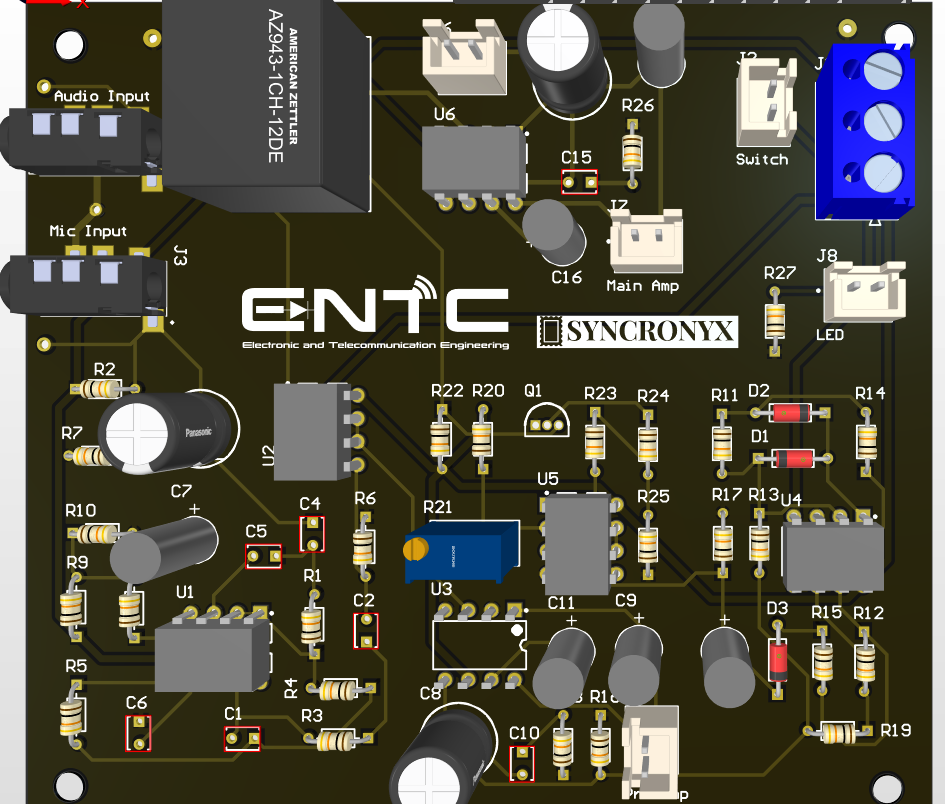 Audio Input
AMERICAN ZETTLER
AZ943-1CH-12DE
U6
R26
C15
J2
Switch
Mic Input
J3
C16
J7
Main Amp
J8
R27
LED
ENTC
Electronic and Telecommunication Engineering
SYNCRONYX
R2
Panasonic
R7
C7
+
U2
R22
R20
Q1
R23
R24
R11
D2
R14
D1
R10
C5
C4
R6
R21
U5
R25
R17
R13
U4
R9
U1
R1
C2
U3
C11
+
C9
+
+
D3
R15
R12
R5
C6
C1
R4
R3
C8
C10
R19